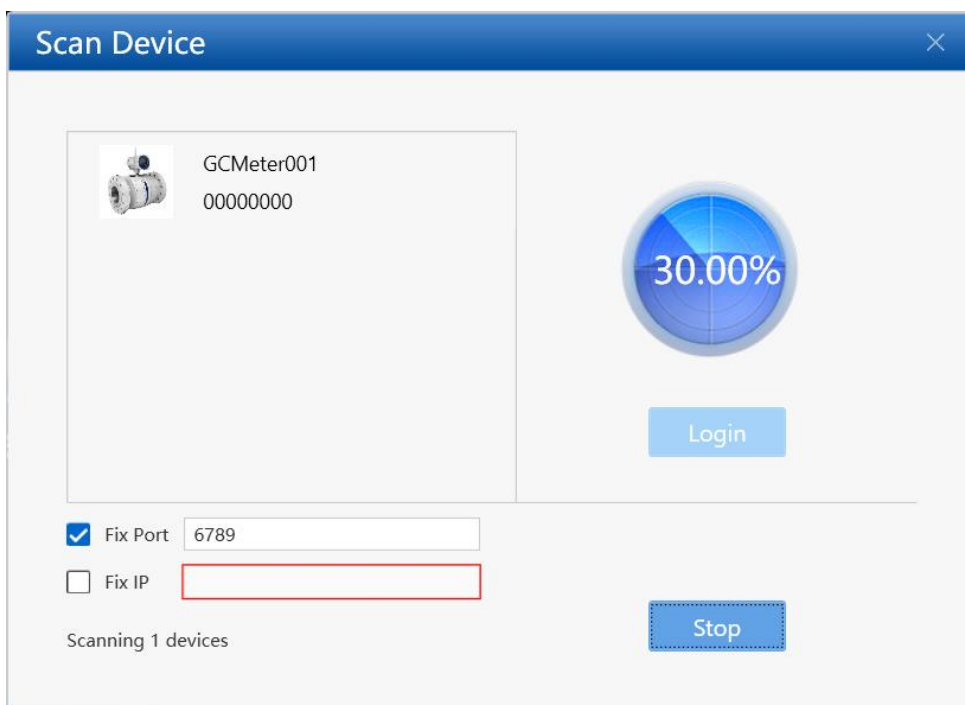 Scan Device
GCMeter001
00000000
30.00%
Login
Fix Port 6789
Fix IP
Scanning 1 devices
Stop